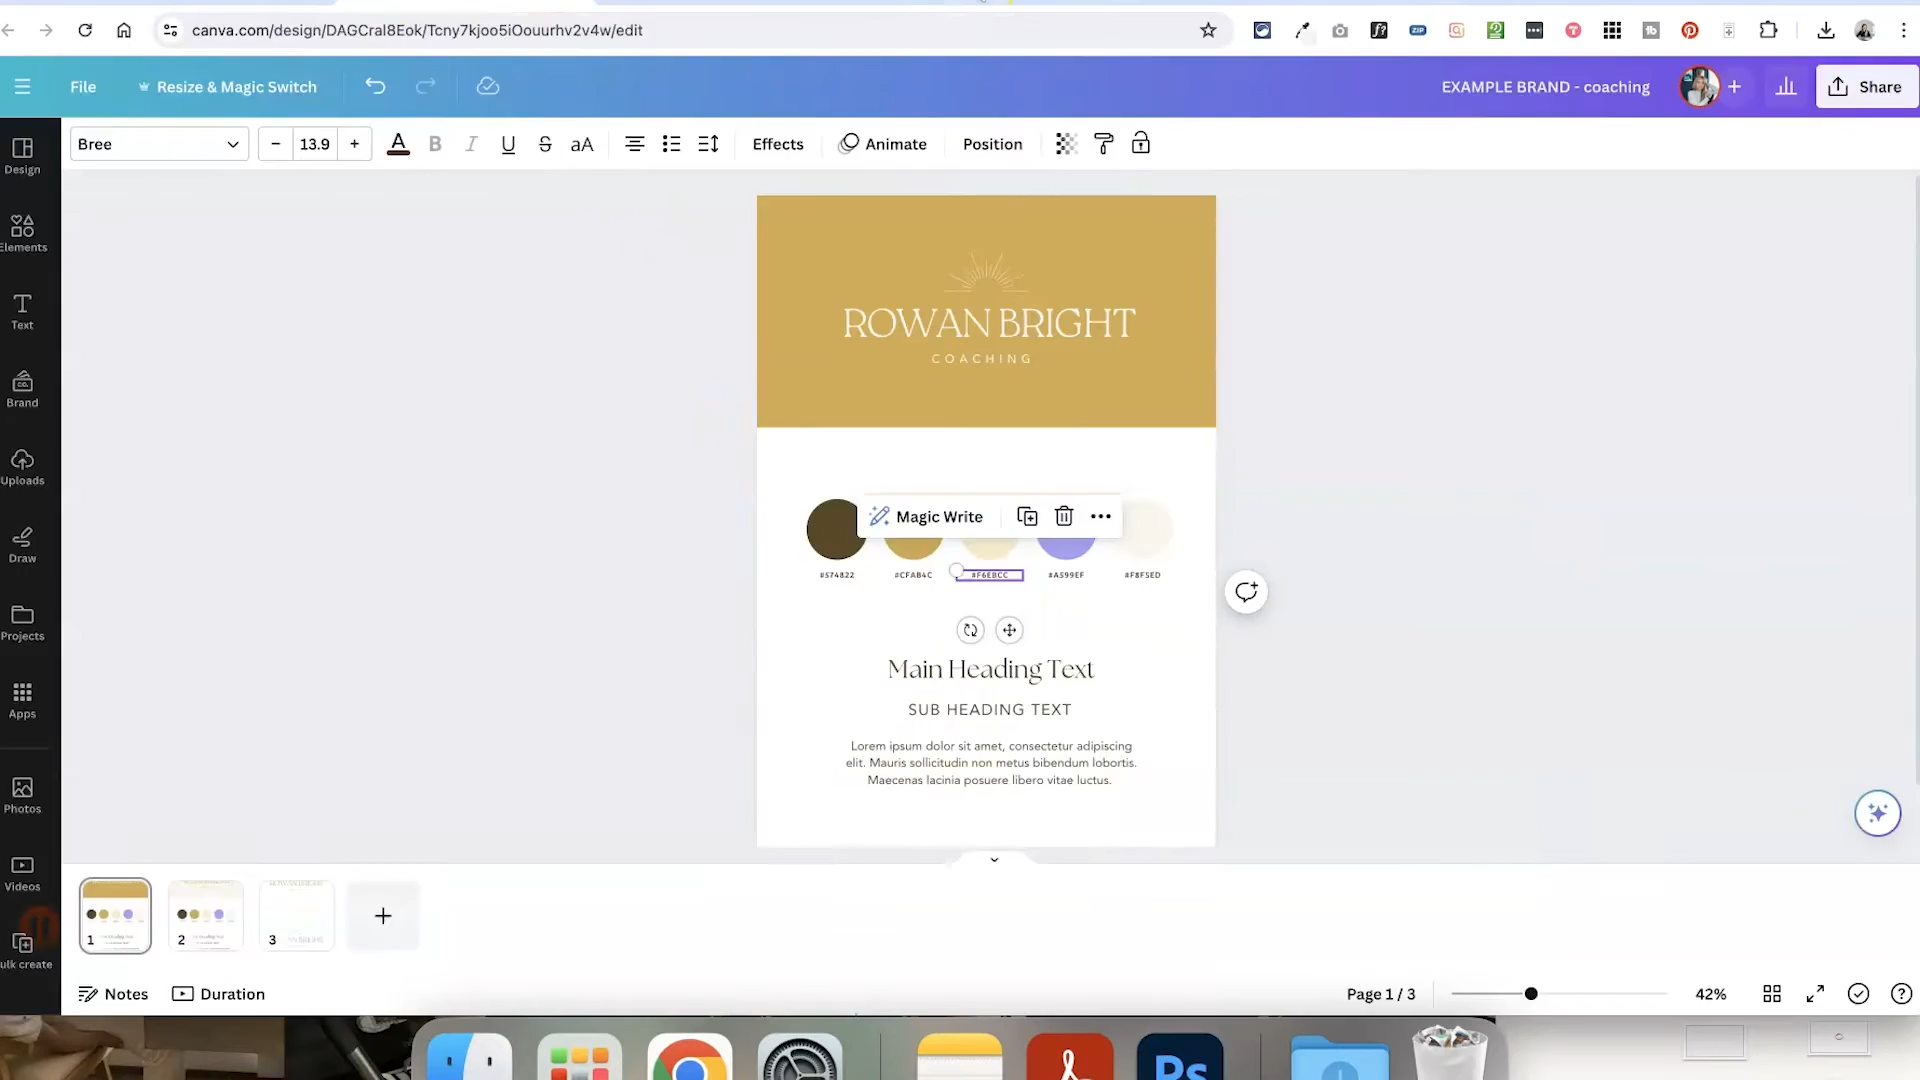 canva.com/design/DAGCral8Eok/Tcny7kjoo5iOouurhv2v4w/edit
File
Resize & Magic Switch
EXAMPLE BRAND - coaching
Share
Bree
13.9
Effects
Animate
Position
Design
Elements
Text
Brand
Uploads
Draw
Projects
Apps
Photos
Videos
ulk create
ROWAN BRIGHT
COACHING
Magic Write
#574822
#CFAB4C
#F6EBCC
#A599EF
#F8F5ED
Main Heading Text
SUB HEADING TEXT
Lorem ipsum dolor sit amet, consectetur adipiscing
elit. Mauris sollicitudin non metus bibendum lobortis.
Maecenas lacinia posuere libero vitae luctus.
1
2
3
Notes
Duration
Page 1 / 3
42%
Ps